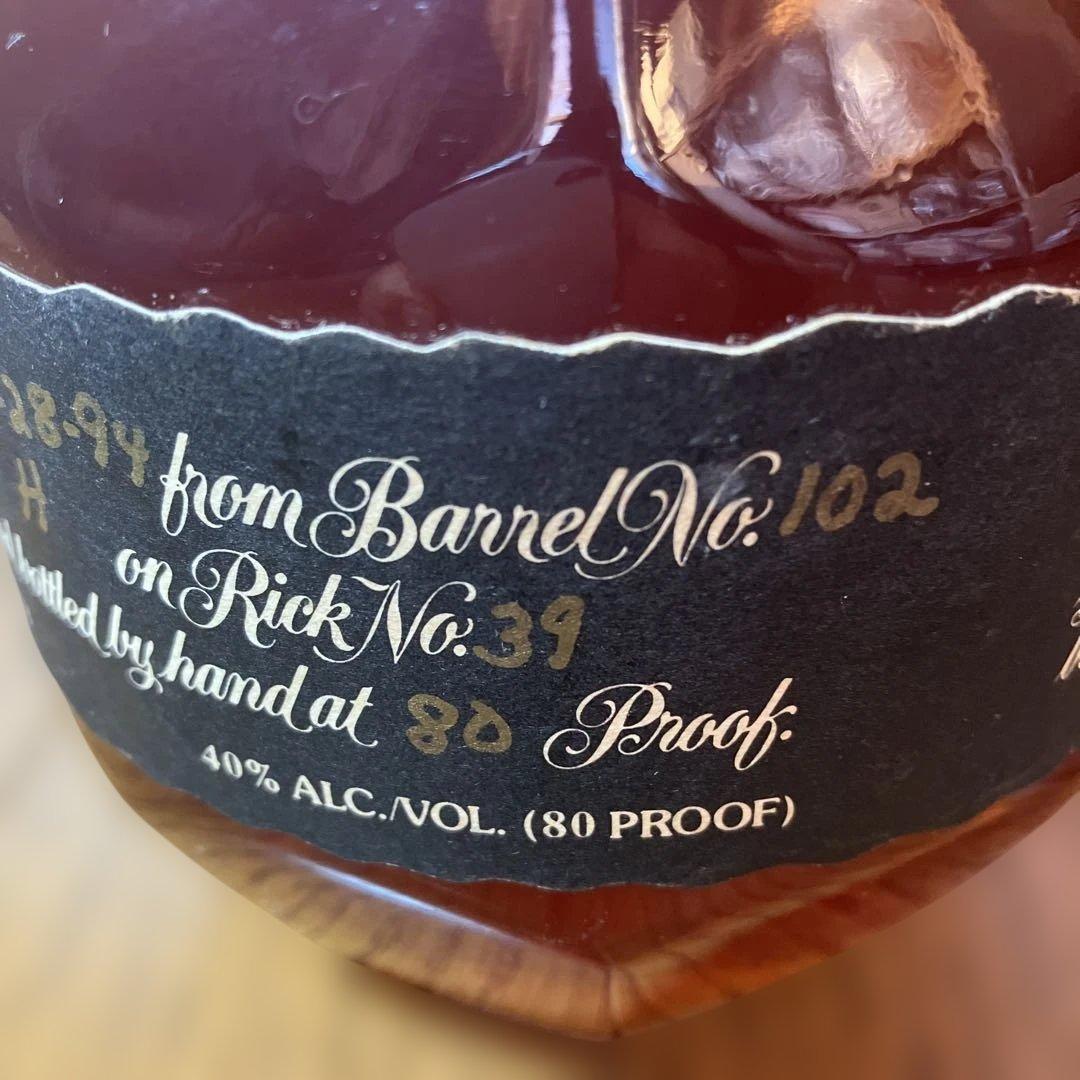 -28-94 from Barrel No. 102
H on Rick No. 39
bottled by hand at 80 Proof.
40% ALC./VOL. (80 PROOF)